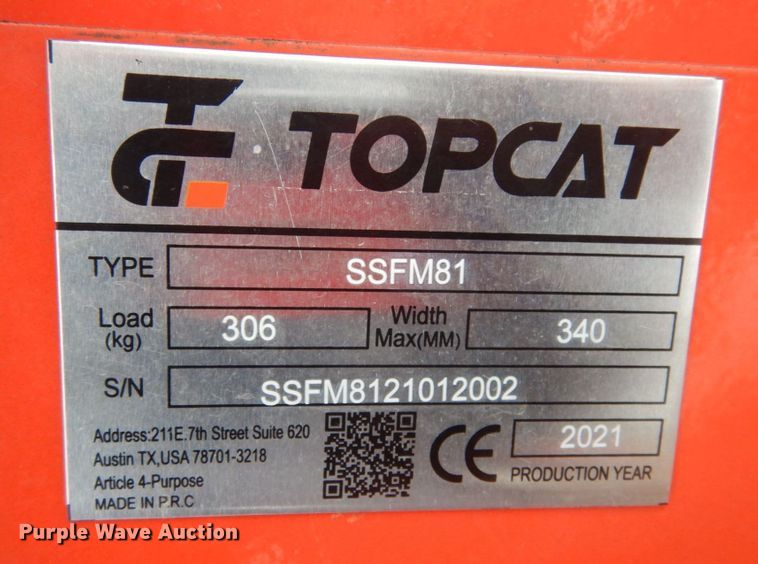 TOPCAT
TYPE SSFM81
Load (kg) 306 Width Max(MM) 340
S/N SSFM8121012002
Address:211E.7th Street Suite 620
Austin TX,USA 78701-3218
Article 4-Purpose
MADE IN P.R.C
CE
2021
PRODUCTION YEAR
Purple Wave Auction